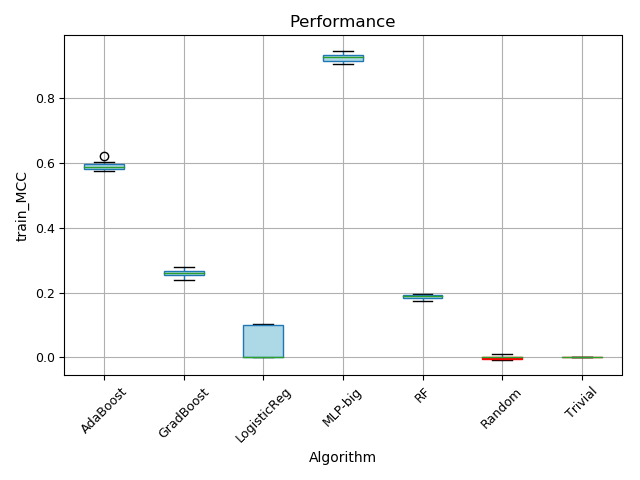 Performance
train_MCC
0.8
0.6
0.4
0.2
0.0
AdaBoost
GradBoost
LogisticReg
MLP-big
RF
Random
Trivial
Algorithm